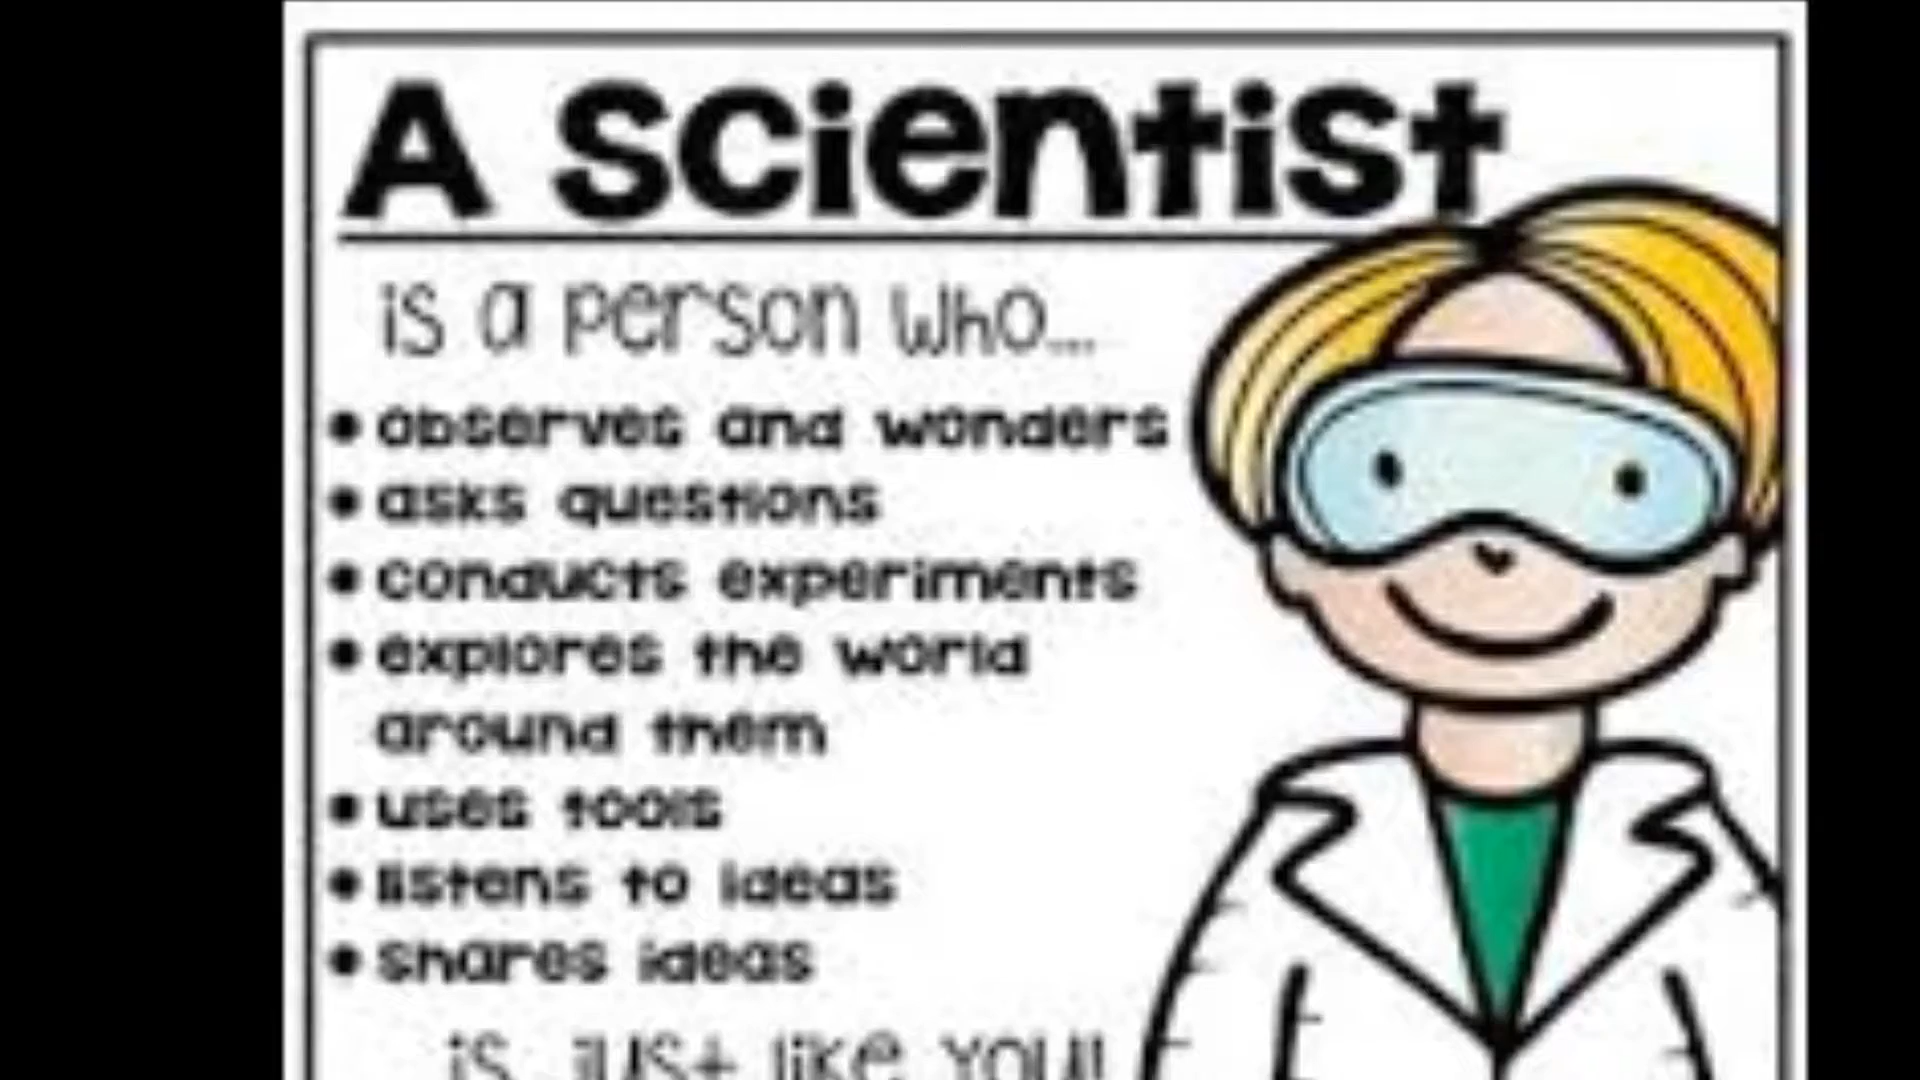 A scientist
is a person who...
• observes and wonders
• asks questions
• conducts experiments
• explores the world
around them
• uses tools
• listens to ideas
• shares ideas
is just like you!